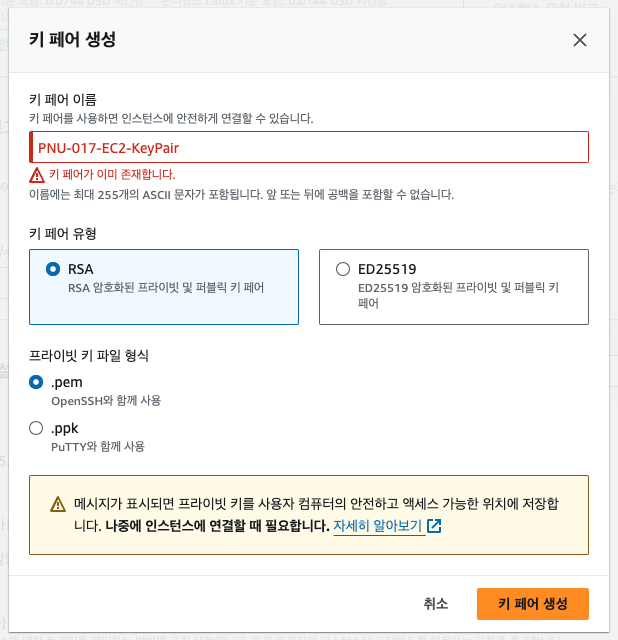 키 페어 생성
키 페어 이름
키 페어를 사용하면 인스턴스에 안전하게 연결할 수 있습니다.
PNU-017-EC2-KeyPair
키 페어가 이미 존재합니다.
이름에는 최대 255개의 ASCII 문자가 포함됩니다. 앞 또는 뒤에 공백을 포함할 수 없습니다.
키 페어 유형
RSA
RSA 암호화된 프라이빗 및 퍼블릭 키 페어
ED25519
ED25519 암호화된 프라이빗 및 퍼블릭 키
페어
프라이빗 키 파일 형식
.pem
OpenSSH와 함께 사용
.ppk
PuTTY와 함께 사용
메시지가 표시되면 프라이빗 키를 사용자 컴퓨터의 안전하고 액세스 가능한 위치에 저장합
니다. 나중에 인스턴스에 연결할 때 필요합니다. 자세히 알아보기
취소
키 페어 생성